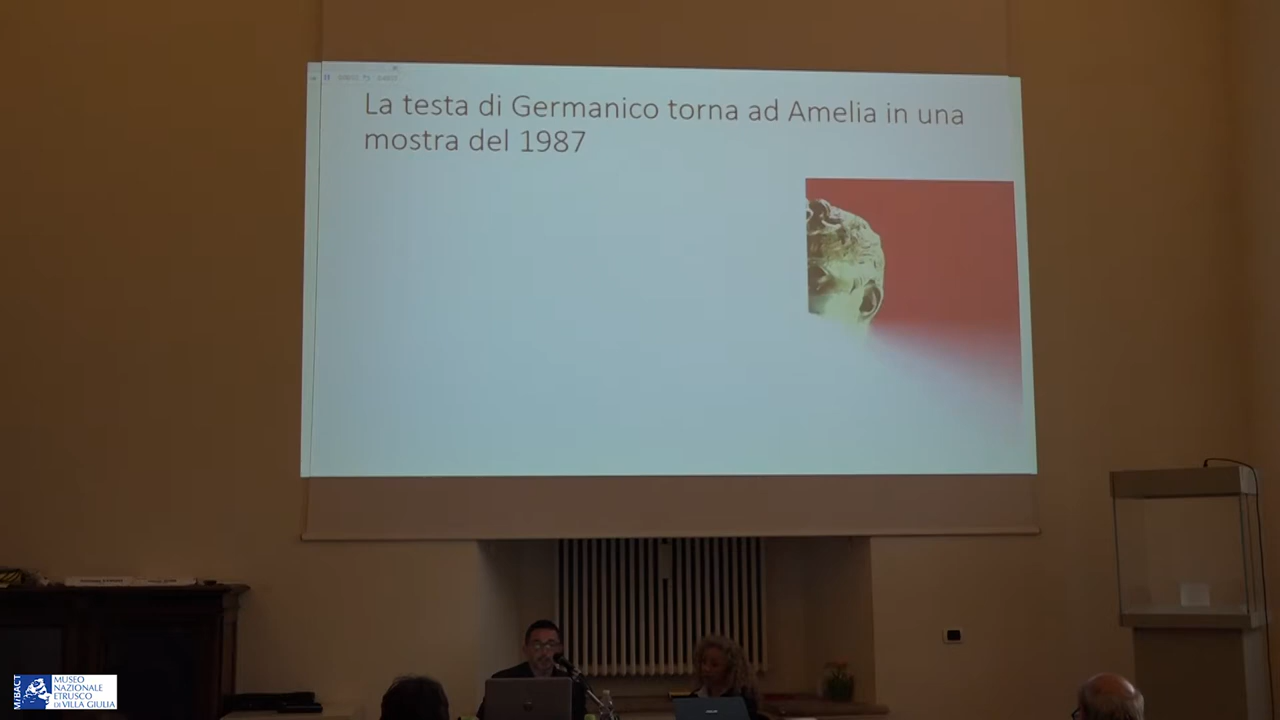 La testa di Germanico torna ad Amelia in una
mostra del 1987
MiBACT
MUSEO
NAZIONALE
ETRUSCO
DI VILLA GIULIA